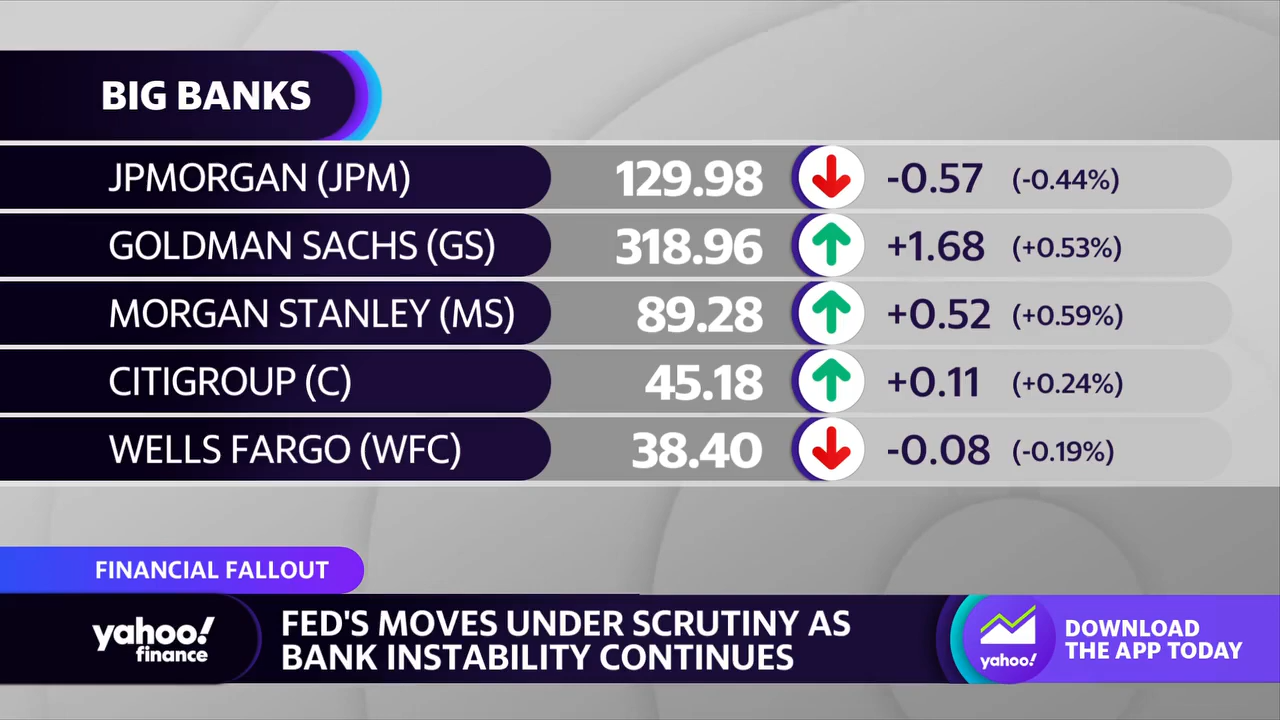 BIG BANKS
JPMORGAN (JPM) 129.98 -0.57 (-0.44%)
GOLDMAN SACHS (GS) 318.96 +1.68 (+0.53%)
MORGAN STANLEY (MS) 89.28 +0.52 (+0.59%)
CITIGROUP (C) 45.18 +0.11 (+0.24%)
WELLS FARGO (WFC) 38.40 -0.08 (-0.19%)
FINANCIAL FALLOUT
yahoo!
finance
FED'S MOVES UNDER SCRUTINY AS
BANK INSTABILITY CONTINUES
yahoo!
DOWNLOAD
THE APP TODAY